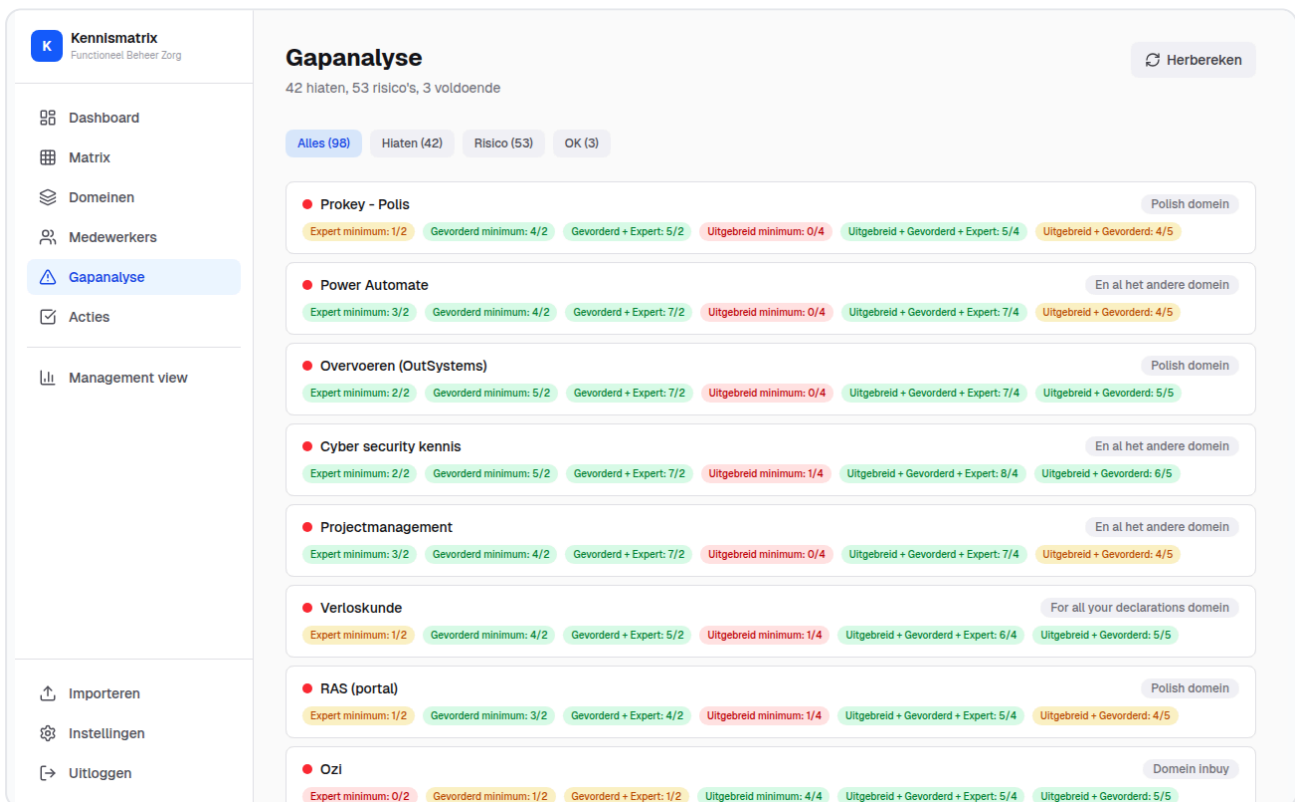 K
Kennismatrix
Functioneel Beheer Zorg
Dashboard
Matrix
Domeinen
Medewerkers
Gapanalyse
Acties
Management view
Importeren
Instellingen
Uitloggen
Gapanalyse
42 hiaten, 53 risico's, 3 voldoende
Herbereken
Alles (98) Hiaten (42) Risico (53) OK (3)
Prokey - Polis Polish domein
Expert minimum: 1/2 Gevorderd minimum: 4/2 Gevorderd + Expert: 5/2 Uitgebreid minimum: 0/4 Uitgebreid + Gevorderd + Expert: 5/4 Uitgebreid + Gevorderd: 4/5
Power Automate En al het andere domein
Expert minimum: 3/2 Gevorderd minimum: 4/2 Gevorderd + Expert: 7/2 Uitgebreid minimum: 0/4 Uitgebreid + Gevorderd + Expert: 7/4 Uitgebreid + Gevorderd: 4/5
Overvoeren (OutSystems) Polish domein
Expert minimum: 2/2 Gevorderd minimum: 5/2 Gevorderd + Expert: 7/2 Uitgebreid minimum: 0/4 Uitgebreid + Gevorderd + Expert: 7/4 Uitgebreid + Gevorderd: 5/5
Cyber security kennis En al het andere domein
Expert minimum: 2/2 Gevorderd minimum: 5/2 Gevorderd + Expert: 7/2 Uitgebreid minimum: 1/4 Uitgebreid + Gevorderd + Expert: 8/4 Uitgebreid + Gevorderd: 6/5
Projectmanagement En al het andere domein
Expert minimum: 3/2 Gevorderd minimum: 4/2 Gevorderd + Expert: 7/2 Uitgebreid minimum: 0/4 Uitgebreid + Gevorderd + Expert: 7/4 Uitgebreid + Gevorderd: 4/5
Verloskunde For all your declarations domein
Expert minimum: 1/2 Gevorderd minimum: 4/2 Gevorderd + Expert: 5/2 Uitgebreid minimum: 1/4 Uitgebreid + Gevorderd + Expert: 6/4 Uitgebreid + Gevorderd: 5/5
RAS (portal) Polish domein
Expert minimum: 1/2 Gevorderd minimum: 3/2 Gevorderd + Expert: 4/2 Uitgebreid minimum: 1/4 Uitgebreid + Gevorderd + Expert: 5/4 Uitgebreid + Gevorderd: 4/5
Ozi Domein inbuy
Expert minimum: 0/2 Gevorderd minimum: 1/2 Gevorderd + Expert: 1/2 Uitgebreid minimum: 4/4 Uitgebreid + Gevorderd + Expert: 5/4 Uitgebreid + Gevorderd: 5/5